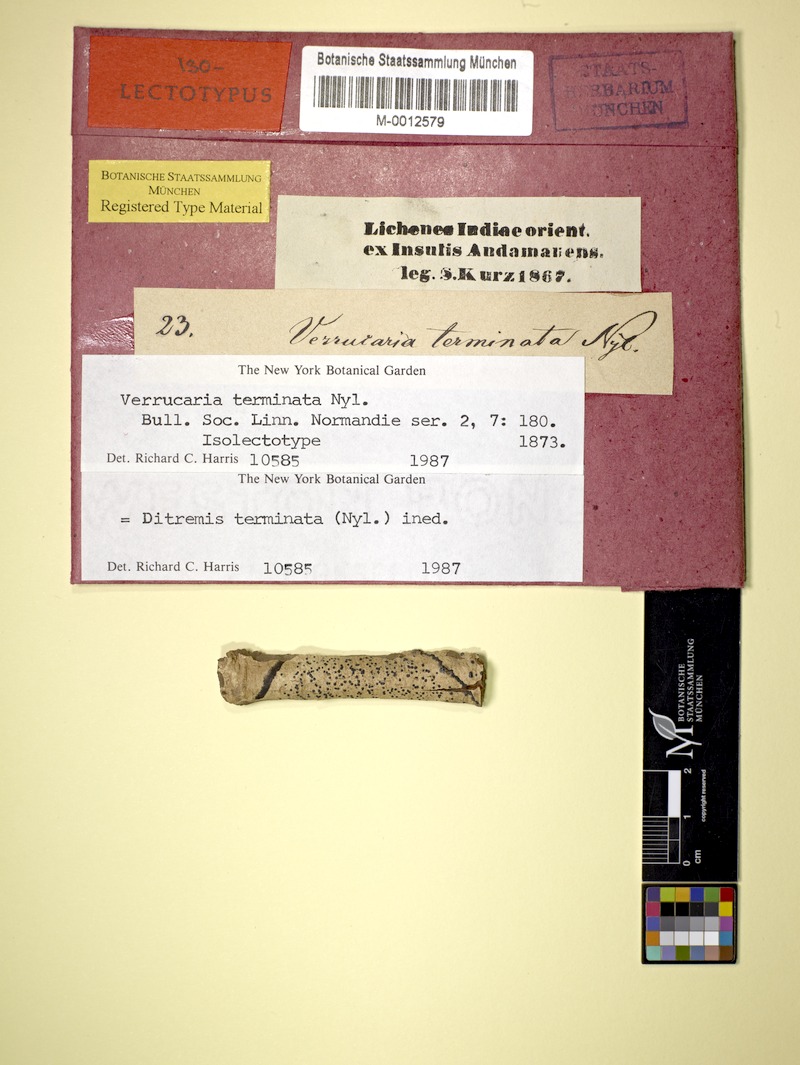 ISO-
LECTOTYPUS
Botanische Staatssammlung München
M-0012579
STAATS-
HERBARIUM
MÜNCHEN
BOTANISCHE STAATSSAMMLUNG
MÜNCHEN
Registered Type Material
Lichenes Indiae orient.
ex Insulis Andamanens.
leg. S. Kurz 1867.
23. Verrucaria terminata Nyl.
The New York Botanical Garden
Verrucaria terminata Nyl.
Bull. Soc. Linn. Normandie ser. 2, 7: 180.
Isolectotype 1873.
Det. Richard C. Harris 10585 1987
The New York Botanical Garden
= Ditremis terminata (Nyl.) ined.
Det. Richard C. Harris 10585 1987
BOTANISCHE
STAATSSAMMLUNG
MÜNCHEN
M
0 1 2
cm
copyright reserved